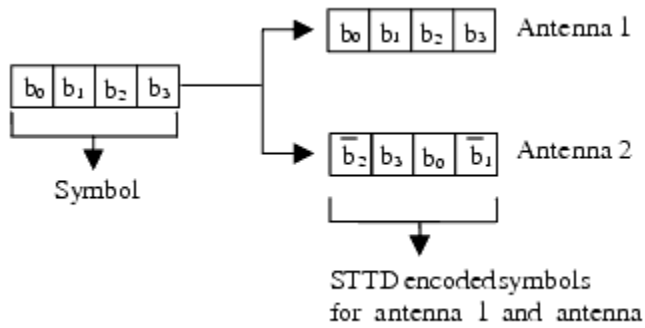 b₀ b₁ b₂ b₃ Antenna 1
b₀ b₁ b₂ b₃
b̅₂ b₃ b₀ b̅₁ Antenna 2
Symbol
STTD encoded symbols
for antenna 1 and antenna